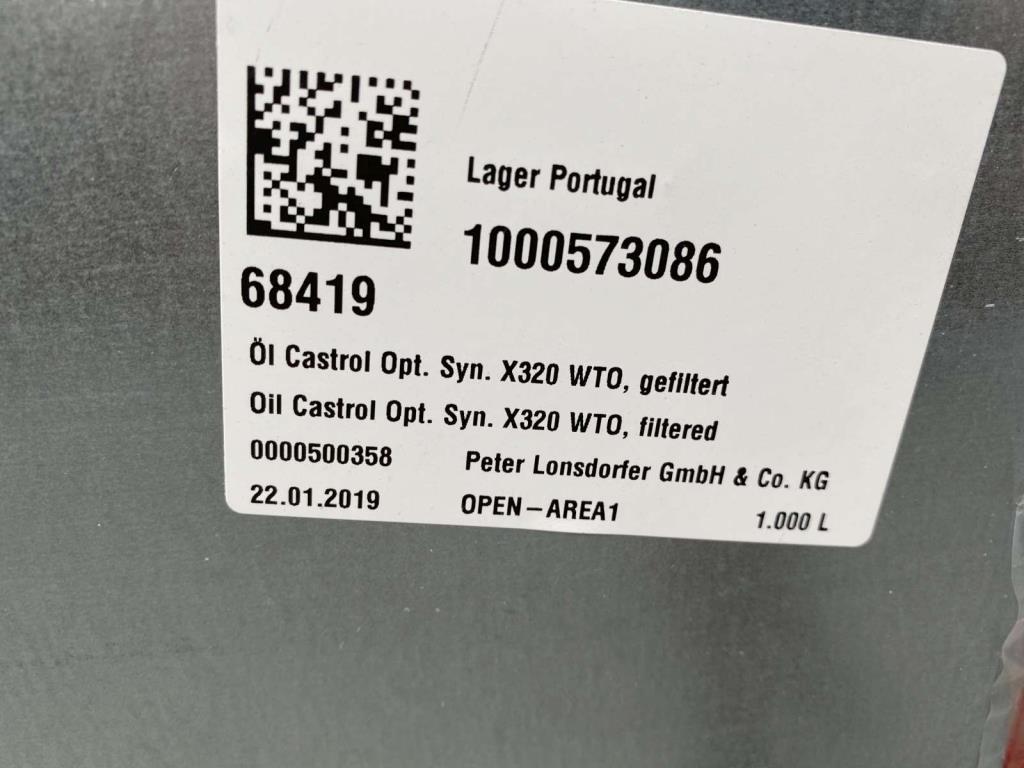 Lager Portugal
1000573086
68419
Öl Castrol Opt. Syn. X320 WTO, gefiltert
Oil Castrol Opt. Syn. X320 WTO, filtered
0000500358 Peter Lonsdorfer GmbH & Co. KG
22.01.2019 OPEN-AREA1 1.000 L